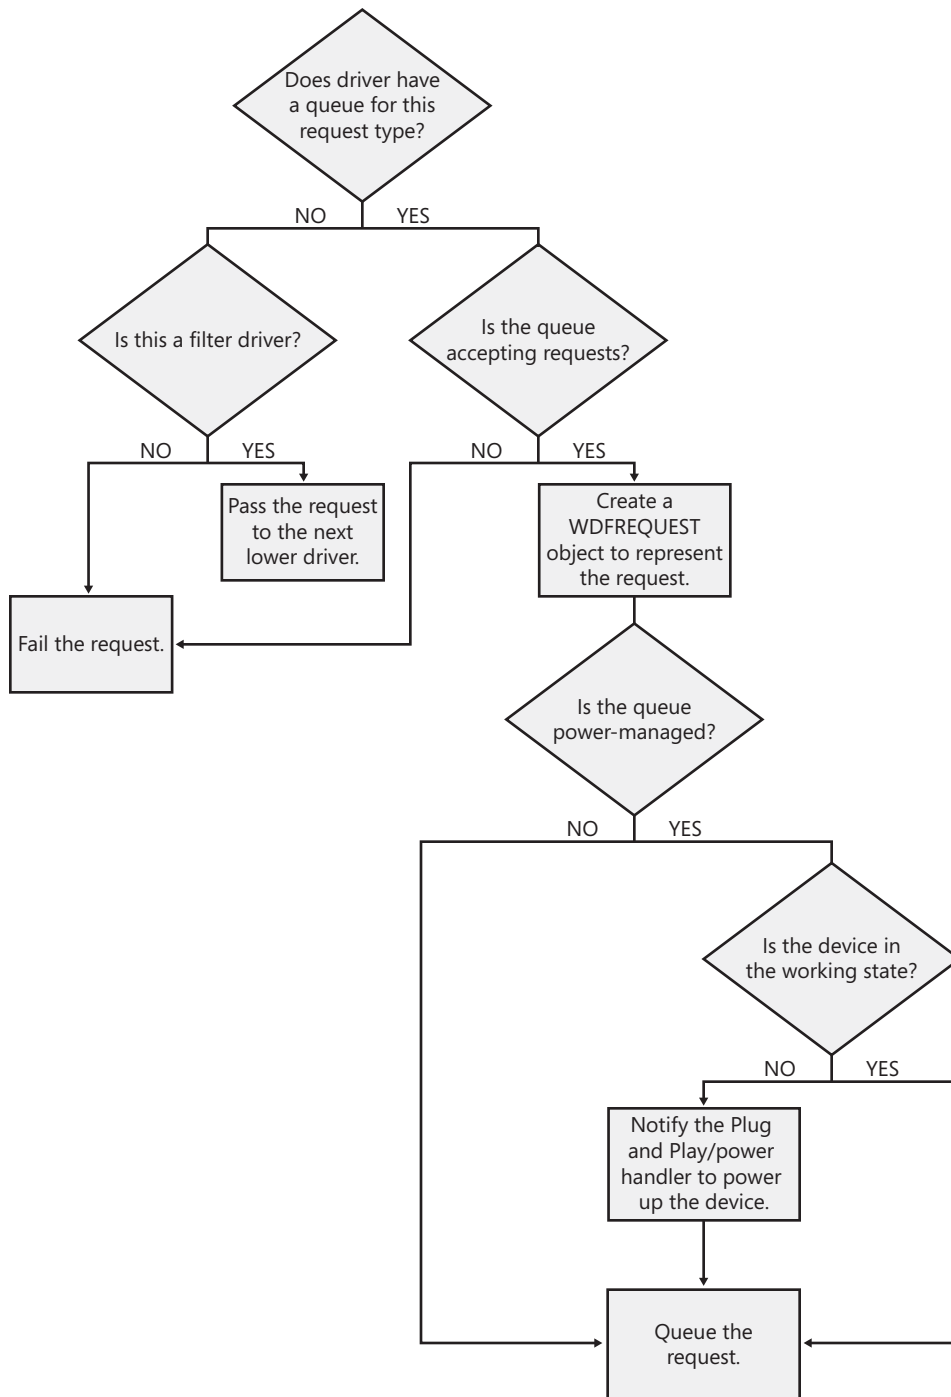 Does driver have
a queue for this
request type?
NO
YES
Is this a filter driver?
Is the queue
accepting requests?
NO
YES
NO
YES
Pass the request
to the next
lower driver.
Create a
WDFREQUEST
object to represent
the request.
Fail the request.
Is the queue
power-managed?
NO
YES
Is the device in
the working state?
NO
YES
Notify the Plug
and Play/power
handler to power
up the device.
Queue the
request.